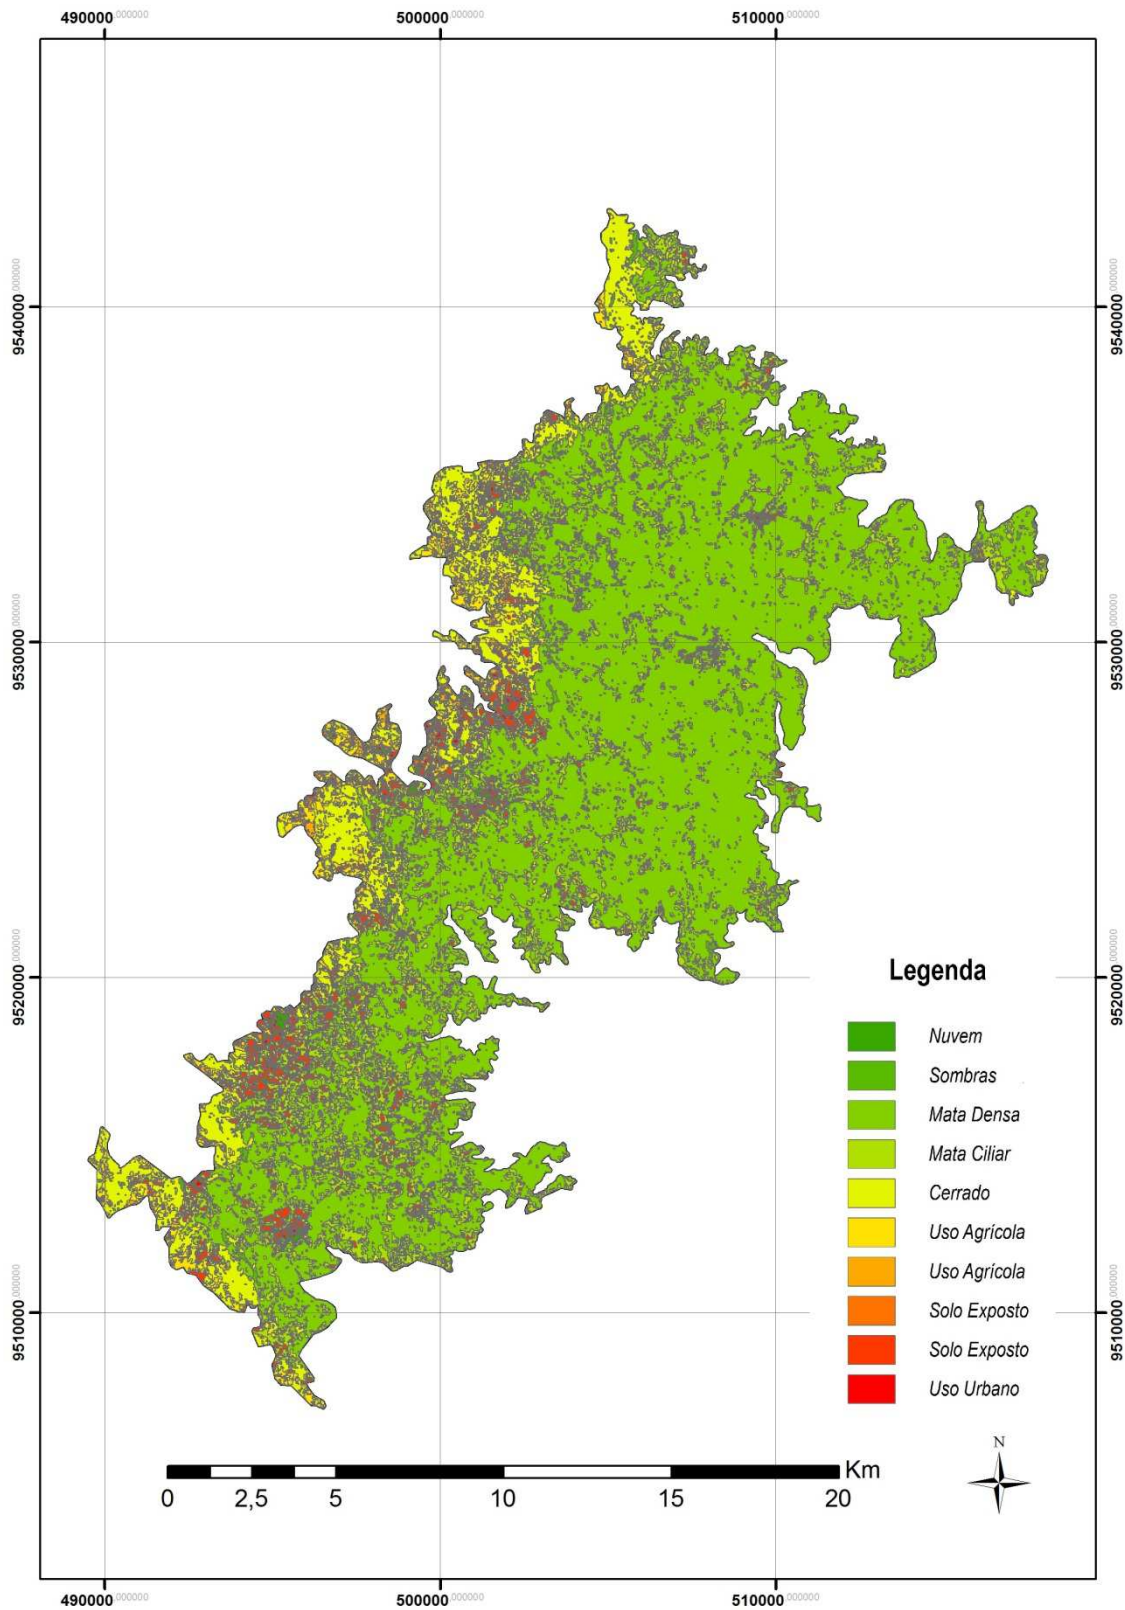 490000,000000 500000,000000 510000,000000
9540000,000000 9540000,000000
9530000,000000 9530000,000000
9520000,000000 9520000,000000
Legenda
Nuvem
Sombras
Mata Densa
Mata Ciliar
Cerrado
Uso Agrícola
Uso Agrícola
Solo Exposto
Solo Exposto
Uso Urbano
9510000,000000 9510000,000000
N
Km
0 2,5 5 10 15 20
490000,000000 500000,000000 510000,000000